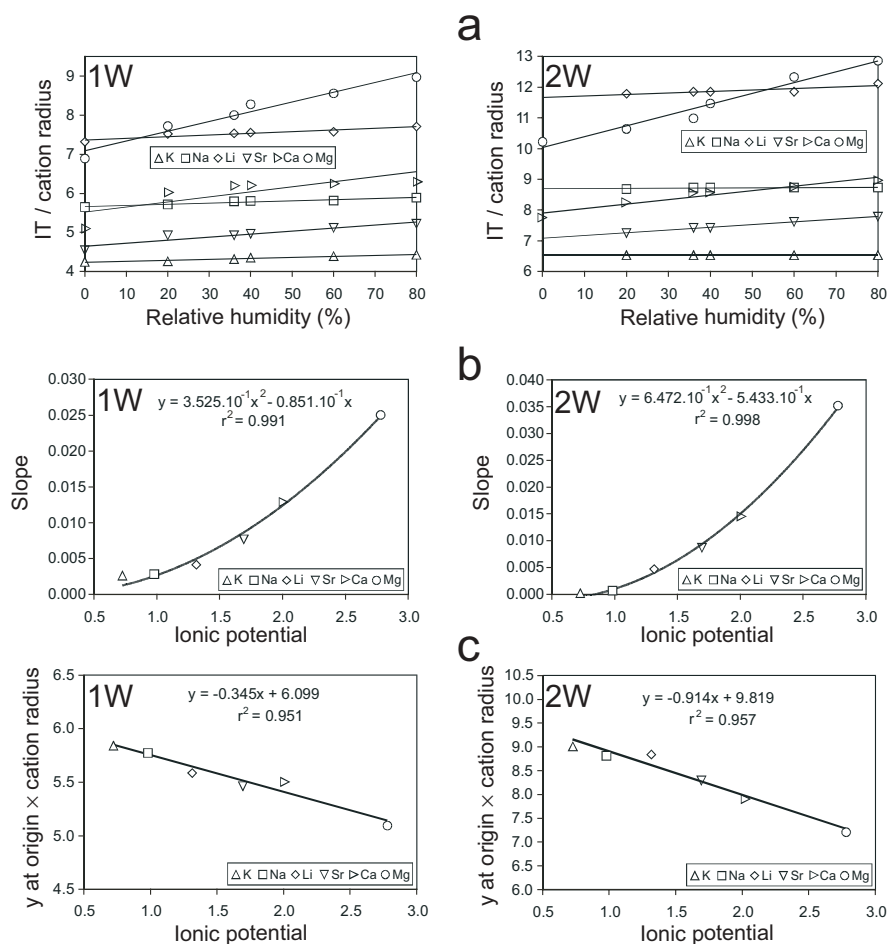 a
1W
9
8
7
6
5
4
IT / cation radius
K Na Li Sr Ca Mg
0 10 20 30 40 50 60 70 80
Relative humidity (%)
2W
13
12
11
10
9
8
7
6
IT / cation radius
K Na Li Sr Ca Mg
0 10 20 30 40 50 60 70 80
Relative humidity (%)
b
1W
y = 3.525.10⁻¹x² - 0.851.10⁻¹x
r² = 0.991
0.030
0.025
0.020
0.015
0.010
0.005
0.000
Slope
K Na Li Sr Ca Mg
0.5 1.0 1.5 2.0 2.5 3.0
Ionic potential
2W
y = 6.472.10⁻¹x² - 5.433.10⁻¹x
r² = 0.998
0.040
0.035
0.030
0.025
0.020
0.015
0.010
0.005
0.000
Slope
K Na Li Sr Ca Mg
0.5 1.0 1.5 2.0 2.5 3.0
Ionic potential
c
1W
y = -0.345x + 6.099
r² = 0.951
6.5
6.0
5.5
5.0
4.5
y at origin × cation radius
K Na Li Sr Ca Mg
0.5 1.0 1.5 2.0 2.5 3.0
Ionic potential
2W
y = -0.914x + 9.819
r² = 0.957
10.5
10.0
9.5
9.0
8.5
8.0
7.5
7.0
6.5
6.0
y at origin × cation radius
K Na Li Sr Ca Mg
0.5 1.0 1.5 2.0 2.5 3.0
Ionic potential